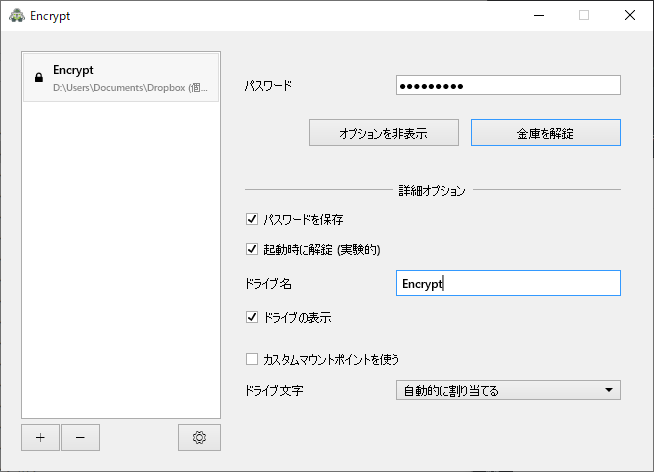 Encrypt
Encrypt
D:\Users\Documents\Dropbox (個...
パスワード
●●●●●●●●●
オプションを非表示
金庫を解錠
詳細オプション
パスワードを保存
起動時に解錠 (実験的)
ドライブ名
Encrypt
ドライブの表示
カスタムマウントポイントを使う
ドライブ文字
自動的に割り当てる
+
−